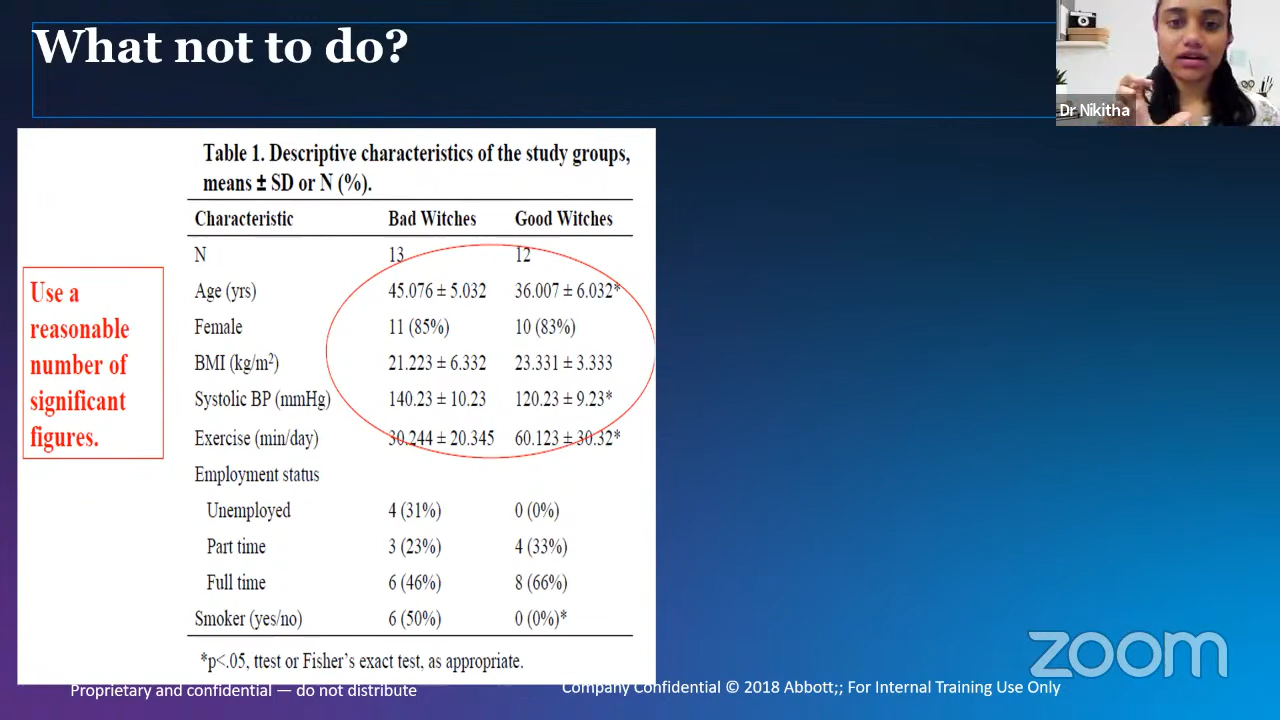 What not to do?
Dr Nikitha
Table 1. Descriptive characteristics of the study groups,
means ± SD or N (%).
Characteristic Bad Witches Good Witches
N 13 12
Age (yrs) 45.076 ± 5.032 36.007 ± 6.032*
Female 11 (85%) 10 (83%)
BMI (kg/m²) 21.223 ± 6.332 23.331 ± 3.333
Systolic BP (mmHg) 140.23 ± 10.23 120.23 ± 9.23*
Exercise (min/day) 30.244 ± 20.345 60.123 ± 30.32*
Employment status
Unemployed 4 (31%) 0 (0%)
Part time 3 (23%) 4 (33%)
Full time 6 (46%) 8 (66%)
Smoker (yes/no) 6 (50%) 0 (0%)*
*p<.05, ttest or Fisher's exact test, as appropriate.
Use a
reasonable
number of
significant
figures.
zoom
Proprietary and confidential — do not distribute
Company Confidential © 2018 Abbott;; For Internal Training Use Only